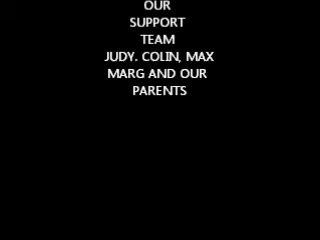 OUR
SUPPORT
TEAM
JUDY. COLIN, MAX
MARG AND OUR
PARENTS